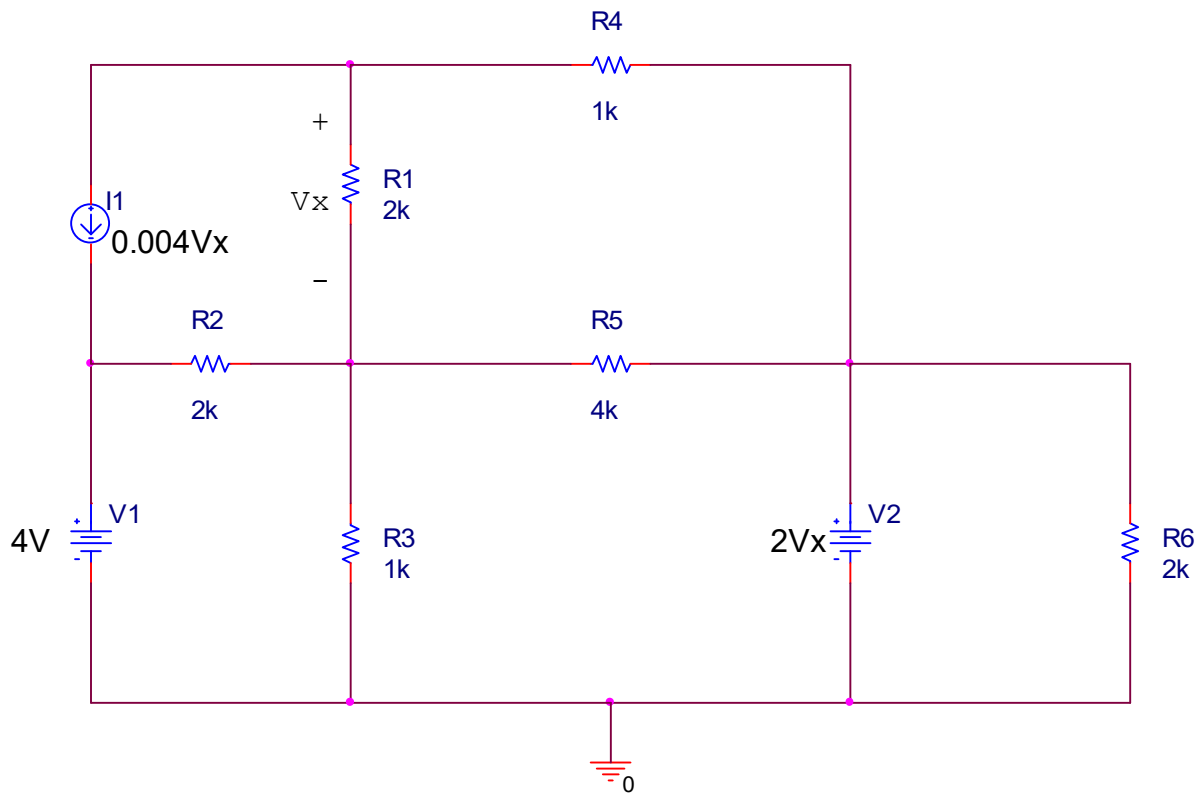 R4
1k
+
R1
Vx
2k
I1
0.004Vx
-
R2
R5
2k
4k
+
V1
4V
-
R3
1k
+
V2
2Vx
-
R6
2k
0